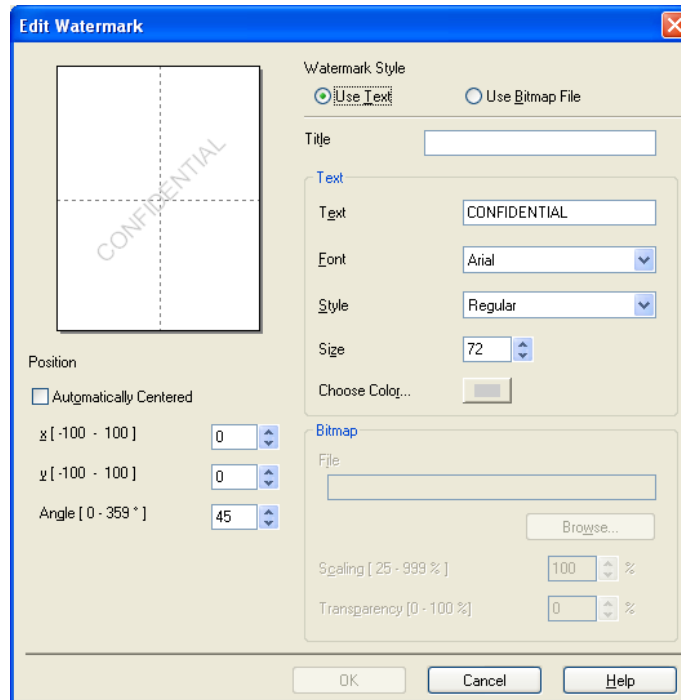 Edit Watermark
CONFIDENTIAL
Watermark Style
Use Text
Use Bitmap File
Title
Text
Text
CONFIDENTIAL
Font
Arial
Style
Regular
Size
72
Choose Color...
Position
Automatically Centered
x [ -100 - 100 ]
0
y [ -100 - 100 ]
0
Angle [ 0 - 359 ° ]
45
Bitmap
File
Browse...
Scaling [ 25 - 999 % ]
100
%
Transparency [0 - 100 %]
0
%
OK
Cancel
Help